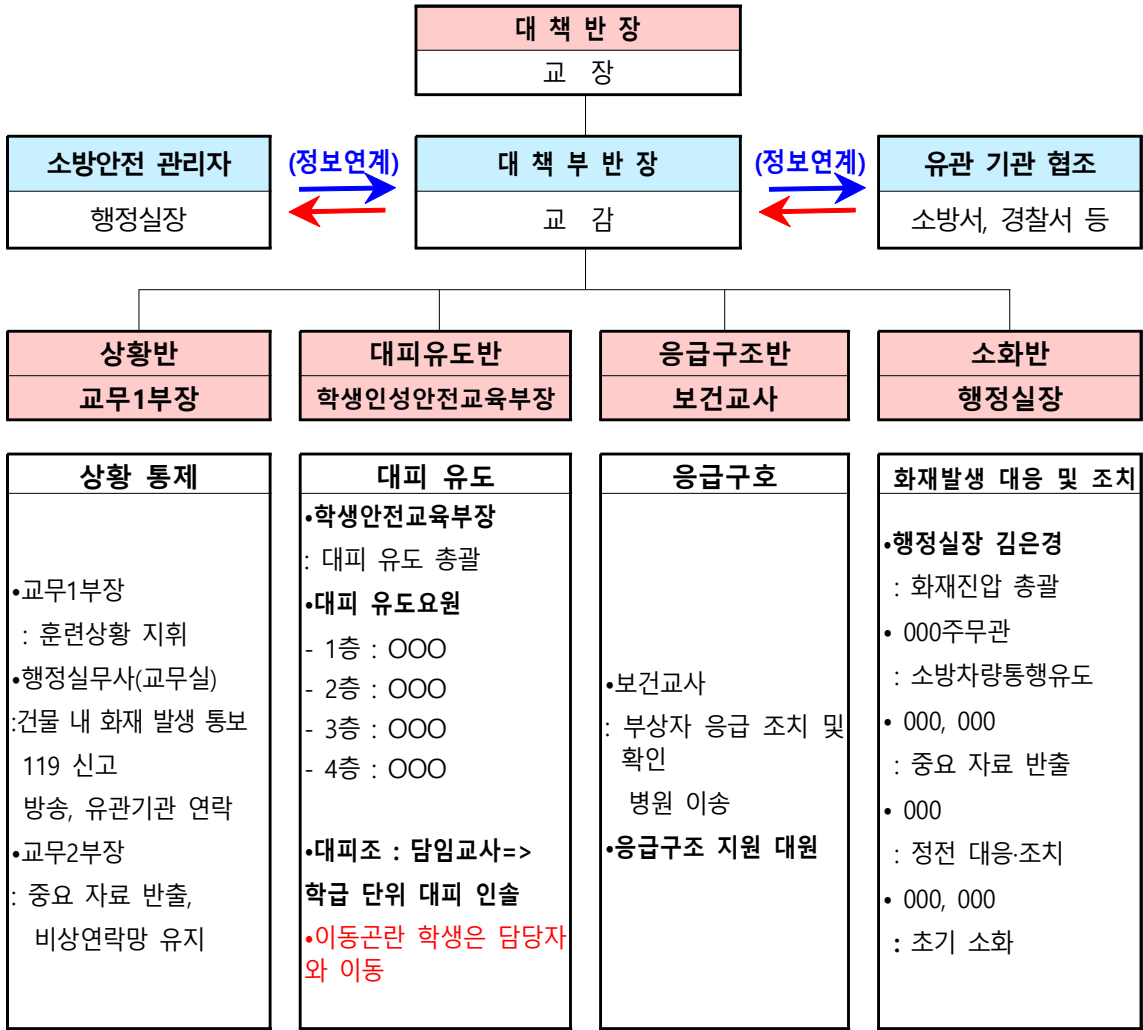 대 책 반 장
교 장
소방안전 관리자
행정실장
(정보연계)
대 책 부 반 장
교 감
(정보연계)
유관 기관 협조
소방서, 경찰서 등
상황반
교무1부장
대피유도반
학생인성안전교육부장
응급구조반
보건교사
소화반
행정실장
상황 통제
•교무1부장
: 훈련상황 지휘
•행정실무사(교무실)
:건물 내 화재 발생 통보
119 신고
방송, 유관기관 연락
•교무2부장
: 중요 자료 반출,
비상연락망 유지
대피 유도
•학생안전교육부장
: 대피 유도 총괄
•대피 유도요원
- 1층 : OOO
- 2층 : OOO
- 3층 : OOO
- 4층 : OOO
•대피조 : 담임교사=>
학급 단위 대피 인솔
•이동곤란 학생은 담당자
와 이동
응급구호
•보건교사
: 부상자 응급 조치 및
확인
병원 이송
•응급구조 지원 대원
화재발생 대응 및 조치
•행정실장 김은경
: 화재진압 총괄
• 000주무관
: 소방차량통행유도
• 000, 000
: 중요 자료 반출
• 000
: 정전 대응·조치
• 000, 000
: 초기 소화